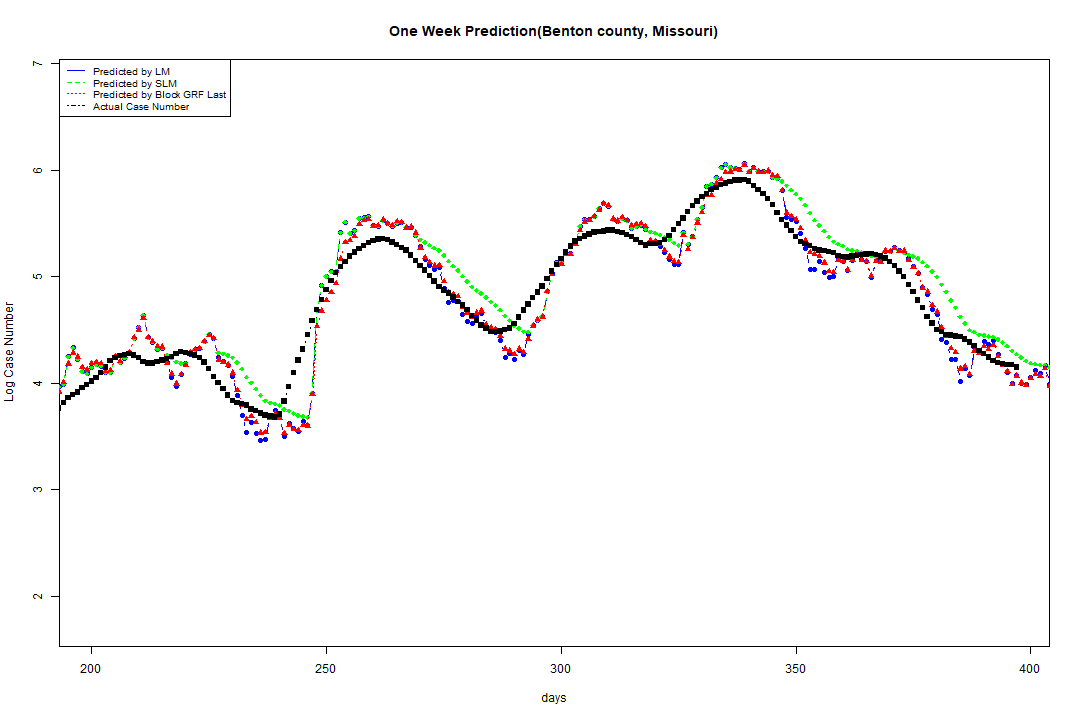 One Week Prediction(Benton county, Missouri)
Predicted by LM
Predicted by SLM
Predicted by Block GRF Last
Actual Case Number
7
6
5
4
3
2
Log Case Number
200 250 300 350 400
days